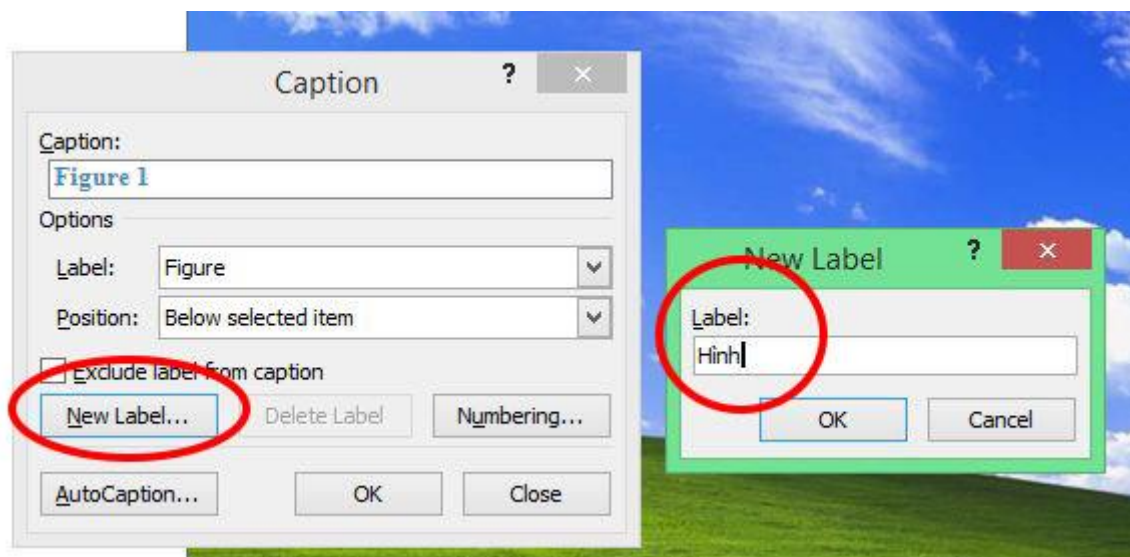 Caption ? ×
Caption:
Figure 1
Options
Label: Figure
Position: Below selected item
Exclude label from caption
New Label... Delete Label Numbering...
AutoCaption... OK Close
New Label ? ×
Label:
Hình
OK Cancel